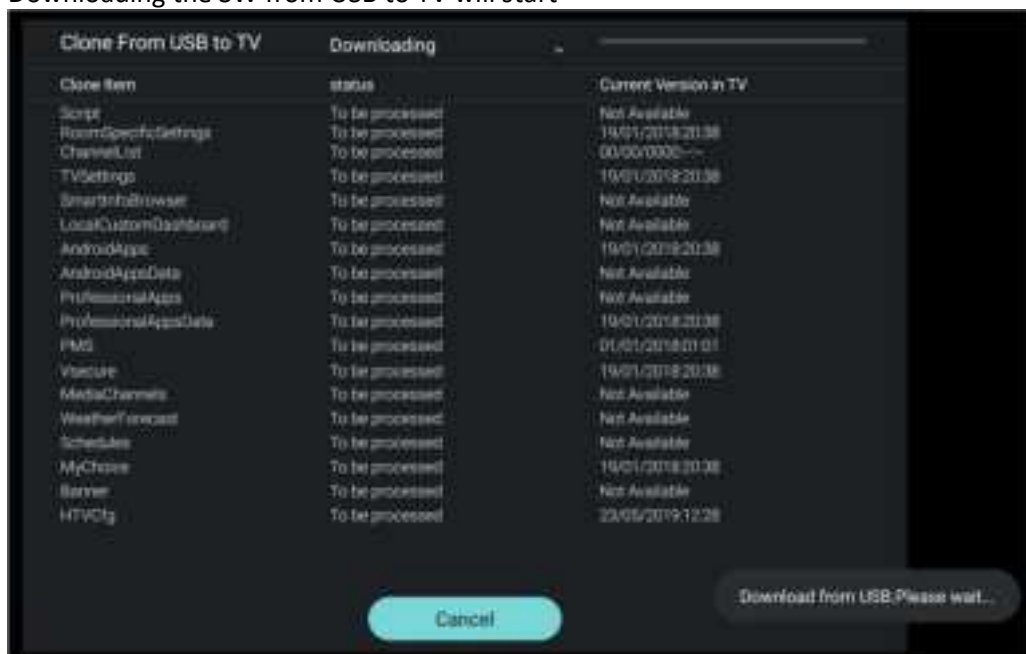 Downloading the SW from USB to TV will start
Clone From USB to TV Downloading
Clone Item status Current Version in TV
Script To be processed Not Available
RoomSpecificSettings To be processed 19/01/2018:20:38
ChannelList To be processed 00/00/0000:--:--
TVSettings To be processed 19/01/2018:20:38
SmartInfoBrowser To be processed Not Available
LocalCustomDashboard To be processed Not Available
AndroidApps To be processed 19/01/2018:20:38
AndroidAppsData To be processed Not Available
ProfessionalApps To be processed Not Available
ProfessionalAppsData To be processed 19/01/2018:20:38
PMS To be processed 01/01/2018:01:01
Vsecure To be processed 19/01/2018:20:38
MediaChannels To be processed Not Available
WeatherForecast To be processed Not Available
Schedules To be processed Not Available
MyChoice To be processed 19/01/2018:20:38
Banner To be processed Not Available
HTVCfg To be processed 23/05/2019:12:28
Download from USB,Please wait...
Cancel